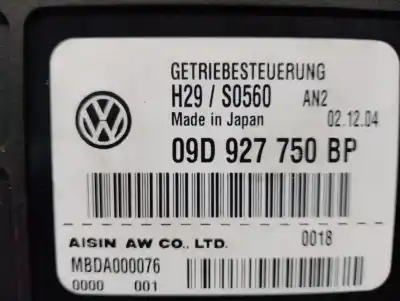 GETRIEBESTEUERUNG
H29 / S0560 AN2
Made in Japan 02.12.04
09D 927 750 BP
AISIN AW CO., LTD. 0018
MBDA000076
0000 001